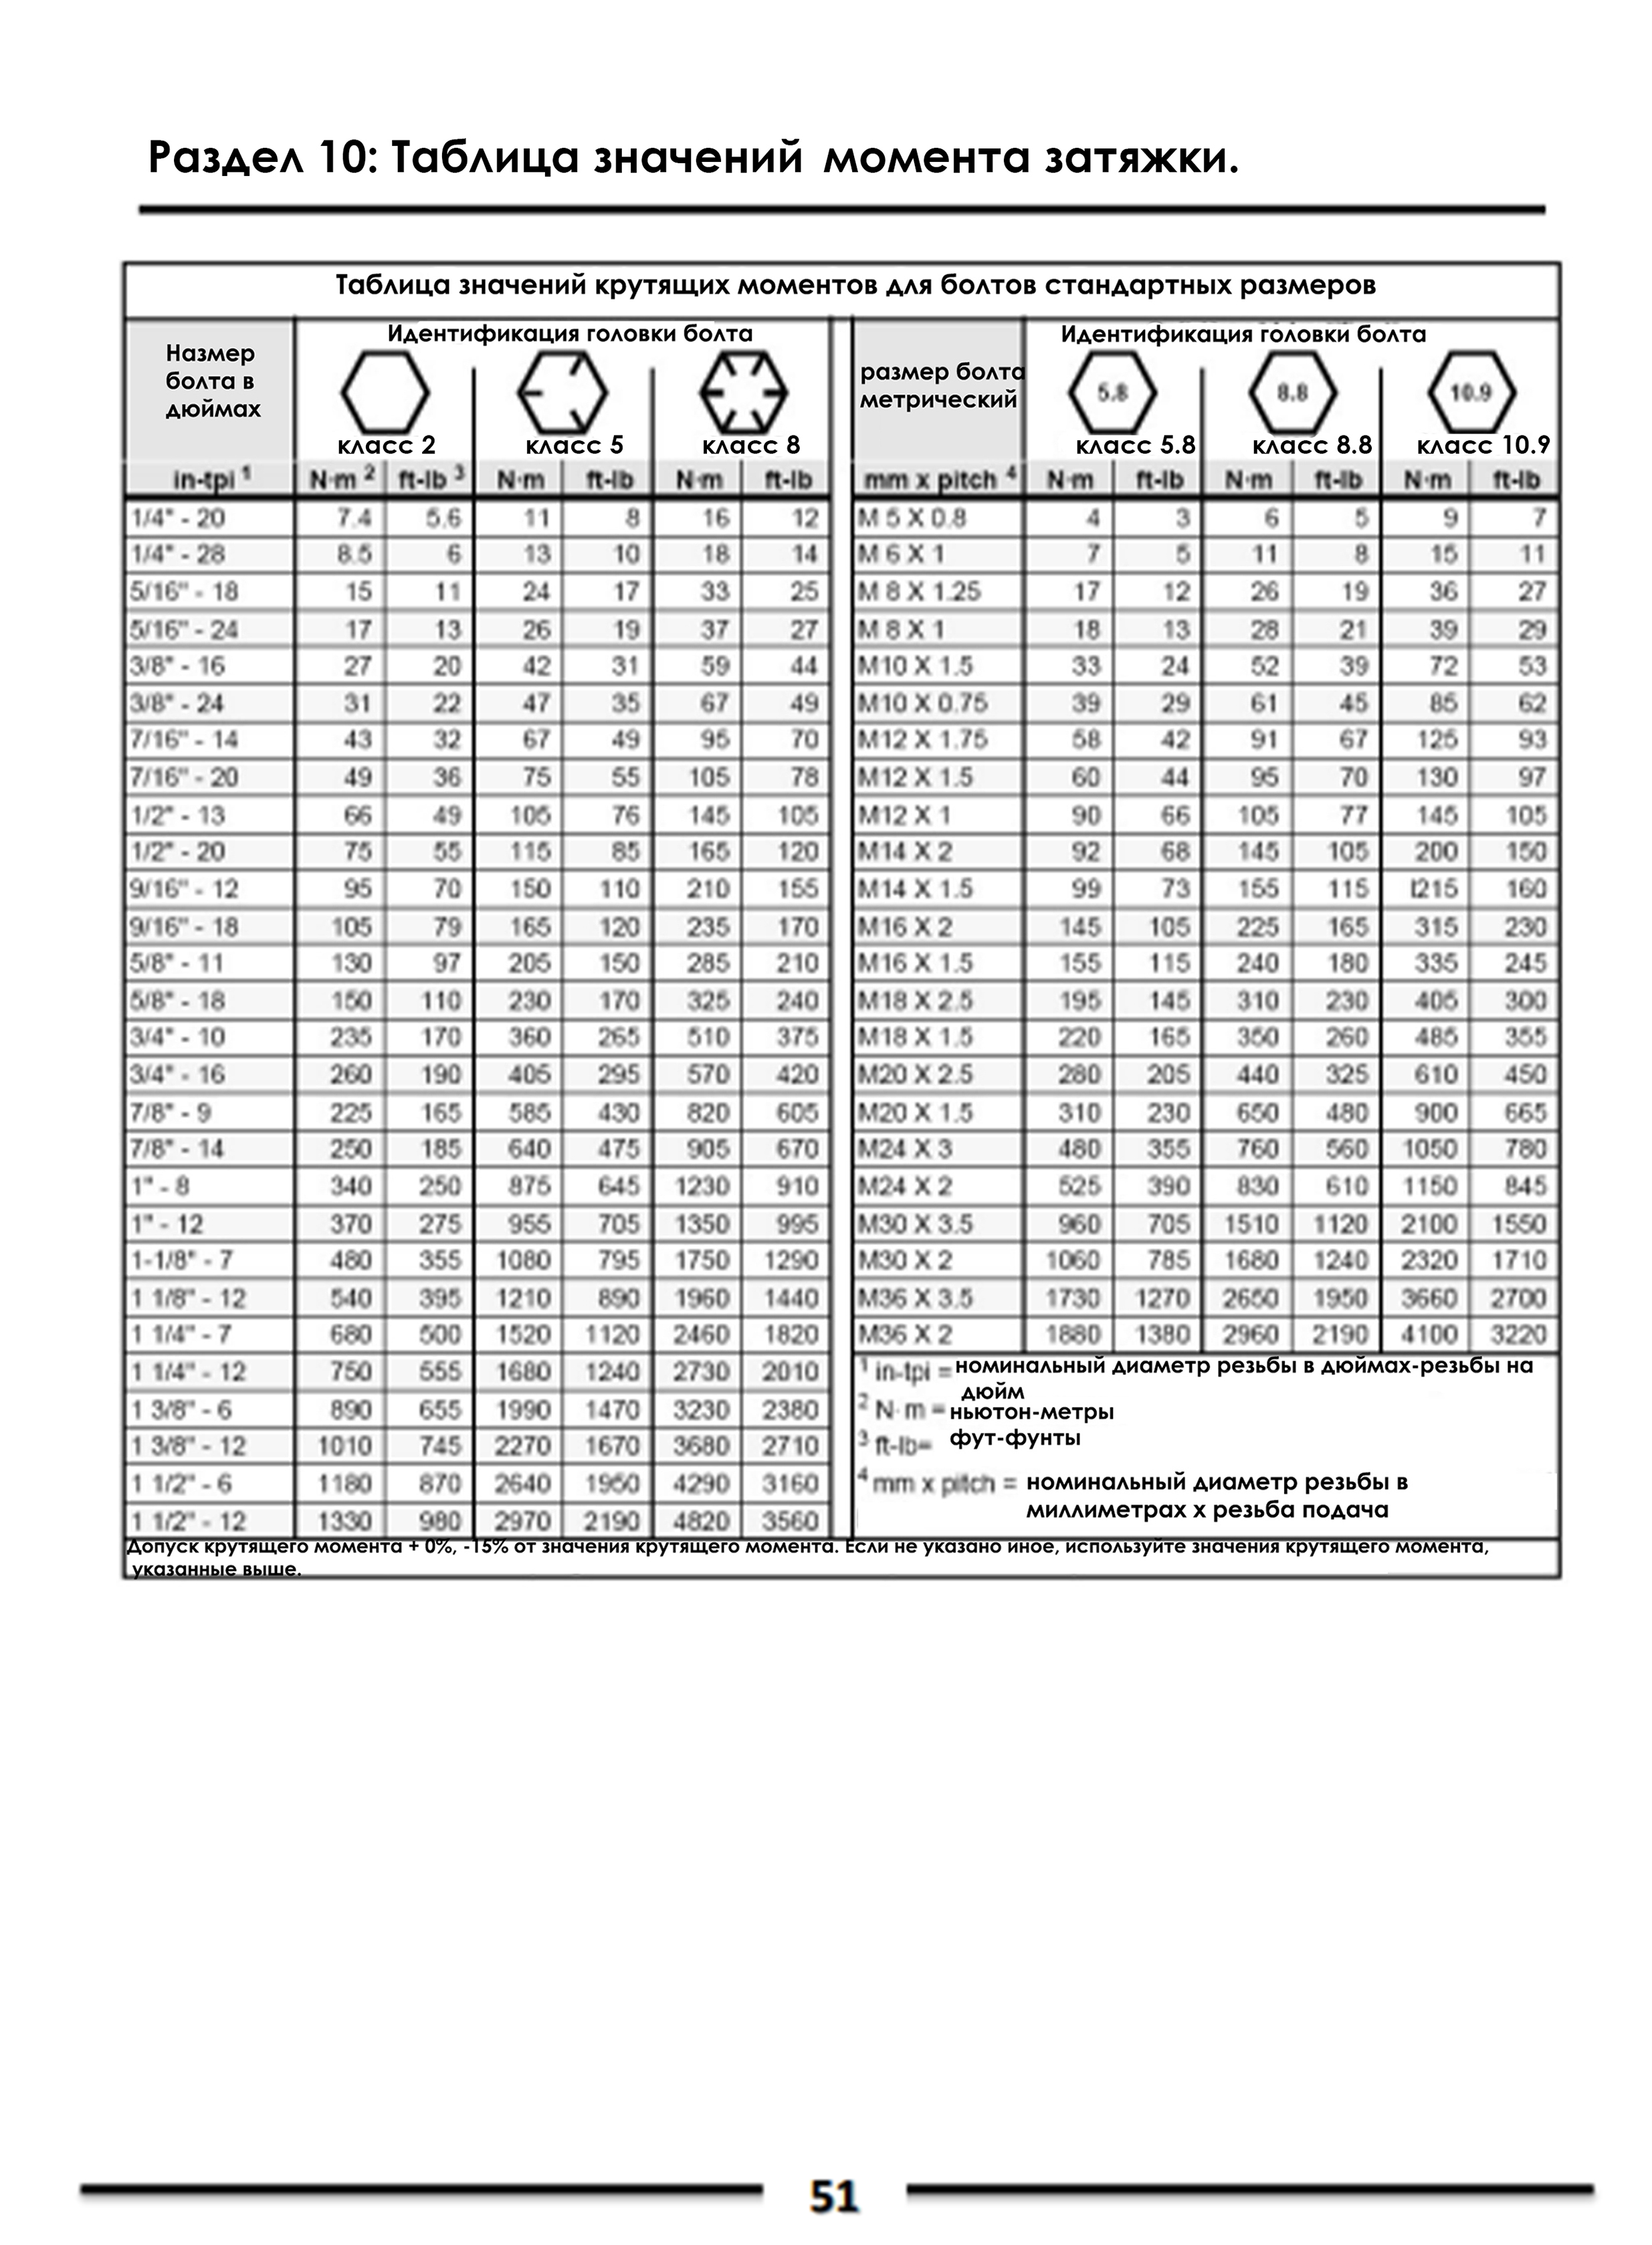 Раздел 10: Таблица значений момента затяжки.
Таблица значений крутящих моментов для болтов стандартных размеров
Назмер болта в дюймах
Идентификация головки болта
класс 2 класс 5 класс 8
размер болта метрический
Идентификация головки болта
5.8 8.8 10.9
класс 5.8 класс 8.8 класс 10.9
in-tpi 1 N·m 2 ft-lb 3 N·m ft-lb N·m ft-lb mm x pitch 4 N·m ft-lb N·m ft-lb N·m ft-lb
1/4" - 20 7.4 5.6 11 8 16 12 M 5 X 0.8 4 3 6 5 9 7
1/4" - 28 8.5 6 13 10 18 14 M 6 X 1 7 5 11 8 15 11
5/16" - 18 15 11 24 17 33 25 M 8 X 1.25 17 12 26 19 36 27
5/16" - 24 17 13 26 19 37 27 M 8 X 1 18 13 28 21 39 29
3/8" - 16 27 20 42 31 59 44 M10 X 1.5 33 24 52 39 72 53
3/8" - 24 31 22 47 35 67 49 M10 X 0.75 39 29 61 45 85 62
7/16" - 14 43 32 67 49 95 70 M12 X 1.75 58 42 91 67 125 93
7/16" - 20 49 36 75 55 105 78 M12 X 1.5 60 44 95 70 130 97
1/2" - 13 66 49 105 76 145 105 M12 X 1 90 66 105 77 145 105
1/2" - 20 75 55 115 85 165 120 M14 X 2 92 68 145 105 200 150
9/16" - 12 95 70 150 110 210 155 M14 X 1.5 99 73 155 115 t215 160
9/16" - 18 105 79 165 120 235 170 M16 X 2 145 105 225 165 315 230
5/8" - 11 130 97 205 150 285 210 M16 X 1.5 155 115 240 180 335 245
5/8" - 18 150 110 230 170 325 240 M18 X 2.5 195 145 310 230 405 300
3/4" - 10 235 170 360 265 510 375 M18 X 1.5 220 165 350 260 485 355
3/4" - 16 260 190 405 295 570 420 M20 X 2.5 280 205 440 325 610 450
7/8" - 9 225 165 585 430 820 605 M20 X 1.5 310 230 650 480 900 665
7/8" - 14 250 185 640 475 905 670 M24 X 3 480 355 760 560 1050 780
1" - 8 340 250 875 645 1230 910 M24 X 2 525 390 830 610 1150 845
1" - 12 370 275 955 705 1350 995 M30 X 3.5 960 705 1510 1120 2100 1550
1-1/8" - 7 480 355 1080 795 1750 1290 M30 X 2 1060 785 1680 1240 2320 1710
1 1/8" - 12 540 395 1210 890 1960 1440 M36 X 3.5 1730 1270 2650 1950 3660 2700
1 1/4" - 7 680 500 1520 1120 2460 1820 M36 X 2 1880 1380 2960 2190 4100 3220
1 1/4" - 12 750 555 1680 1240 2730 2010
1 3/8" - 6 890 655 1990 1470 3230 2380
1 3/8" - 12 1010 745 2270 1670 3680 2710
1 1/2" - 6 1180 870 2640 1950 4290 3160
1 1/2" - 12 1330 980 2970 2190 4820 3560
1 in-tpi = номинальный диаметр резьбы в дюймах-резьбы на
дюйм
2 N·m = ньютон-метры
3 ft-lb= фут-фунты
4 mm x pitch = номинальный диаметр резьбы в
миллиметрах x резьба подача
Допуск крутящего момента + 0%, -15% от значения крутящего момента. Если не указано иное, используйте значения крутящего момента,
указанные выше.
51